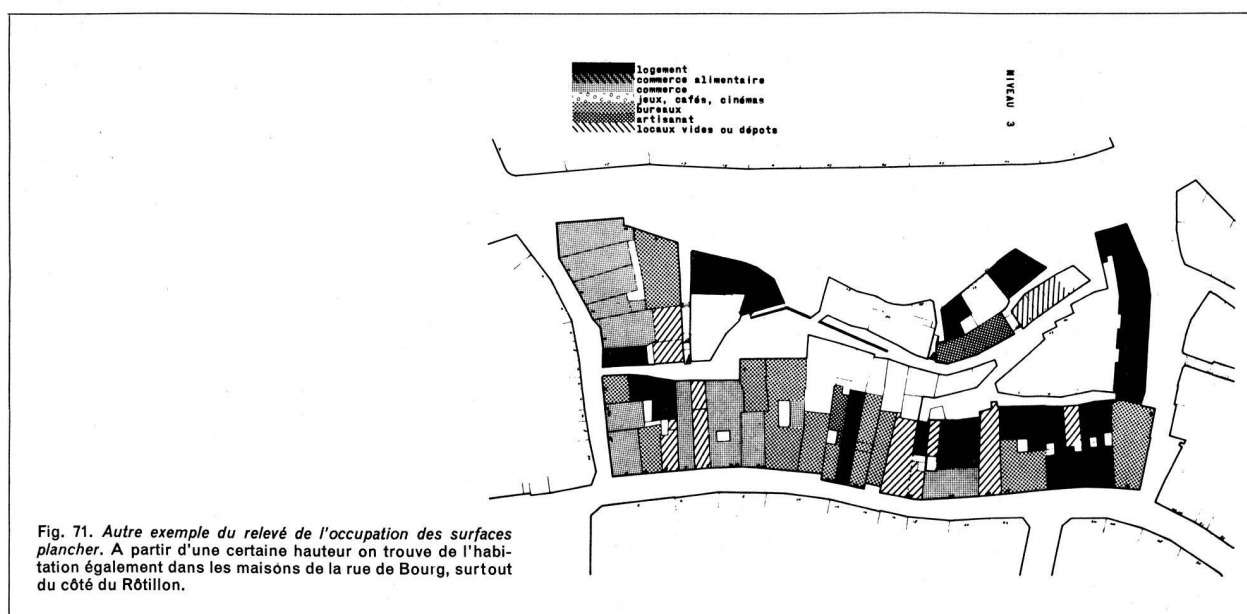 logement
commerce alimentaire
commerce
jeux, cafés, cinémas
bureaux
artisanat
locaux vides ou dépots
NIVEAU 3
Fig. 71. Autre exemple du relevé de l'occupation des surfaces
plancher. A partir d'une certaine hauteur on trouve de l'habi-
tation également dans les maisons de la rue de Bourg, surtout
du côté du Rôtillon.